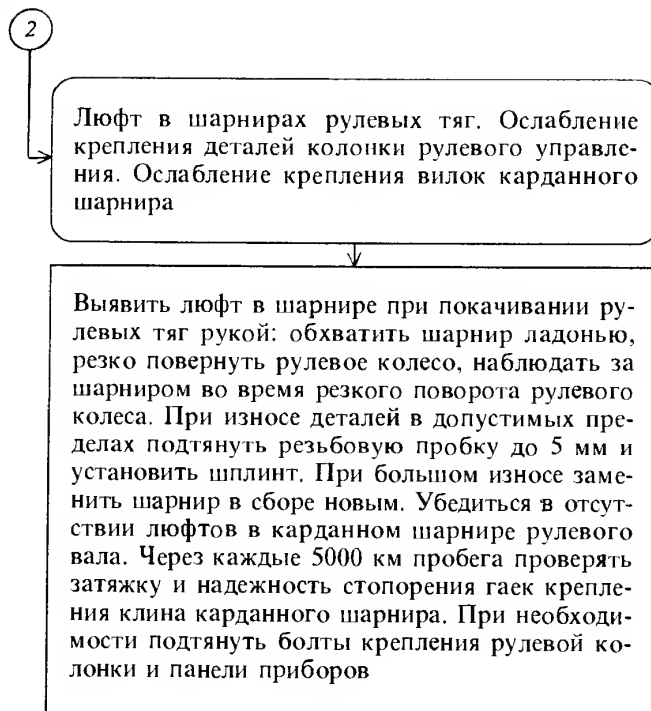 2
Люфт в шарнирах рулевых тяг. Ослабление
крепления деталей колонки рулевого управле-
ния. Ослабление крепления вилок карданного
шарнира
Выявить люфт в шарнире при покачивании ру-
левых тяг рукой: обхватить шарнир ладонью,
резко повернуть рулевое колесо, наблюдать за
шарниром во время резкого поворота рулевого
колеса. При износе деталей в допустимых пре-
делах подтянуть резьбовую пробку до 5 мм и
установить шплинт. При большом износе заме-
нить шарнир в сборе новым. Убедиться в отсут-
ствии люфтов в карданном шарнире рулевого
вала. Через каждые 5000 км пробега проверять
затяжку и надежность стопорения гаек крепле-
ния клина карданного шарнира. При необходи-
мости подтянуть болты крепления рулевой ко-
лонки и панели приборов